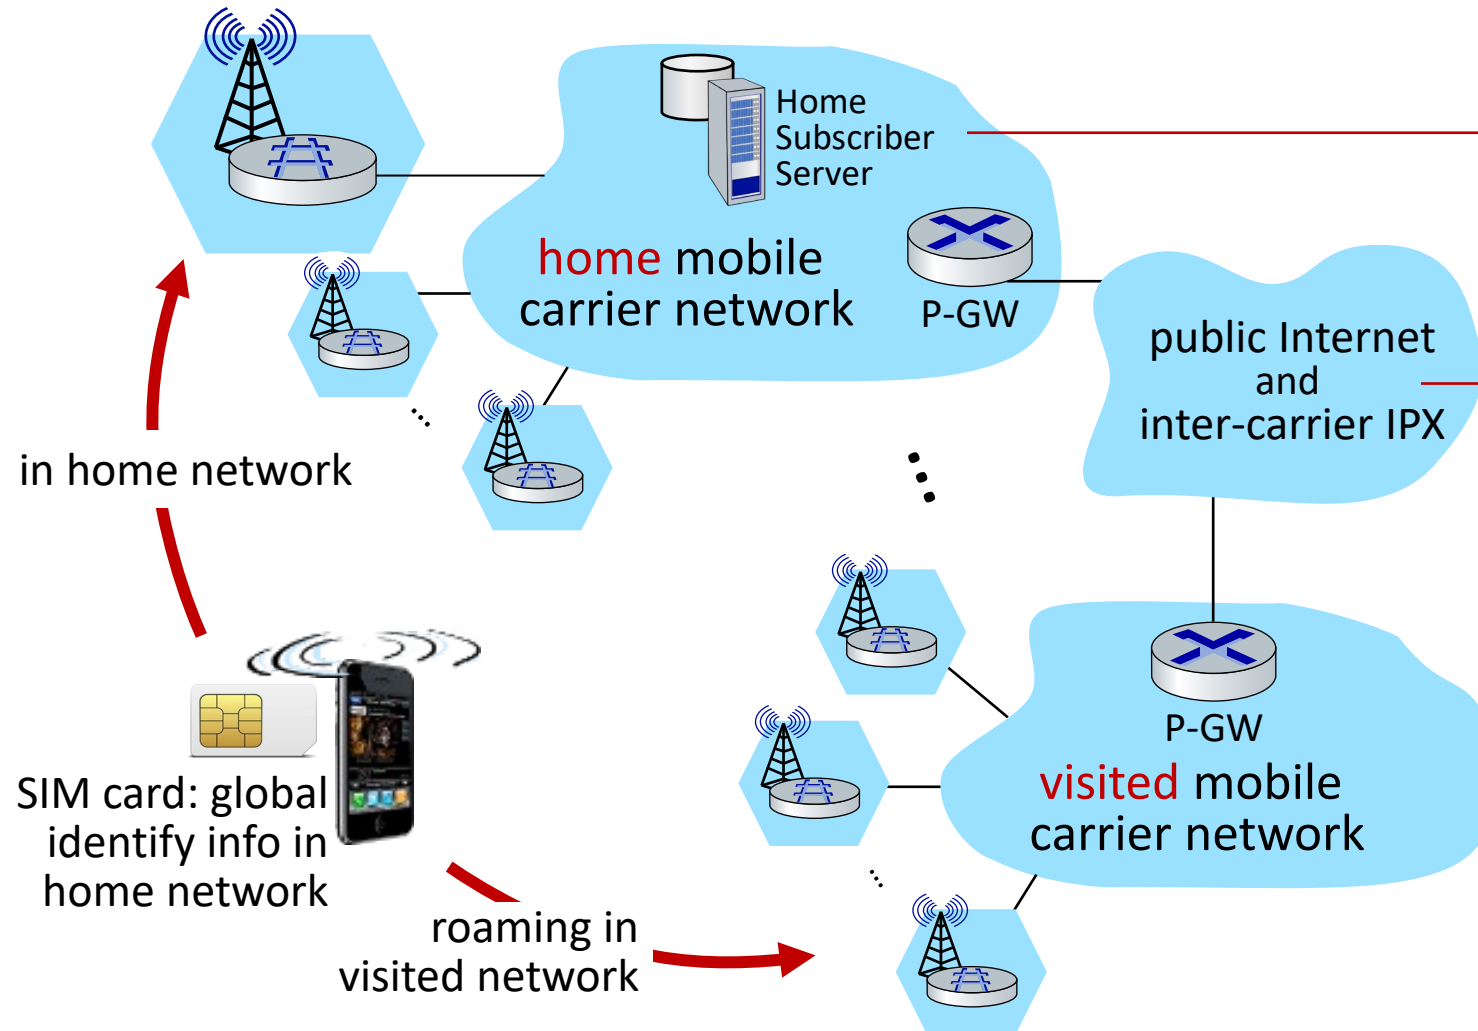 Home
Subscriber
Server
home mobile
carrier network
P-GW
public Internet
and
inter-carrier IPX
in home network
SIM card: global
identify info in
home network
P-GW
visited mobile
carrier network
roaming in
visited network